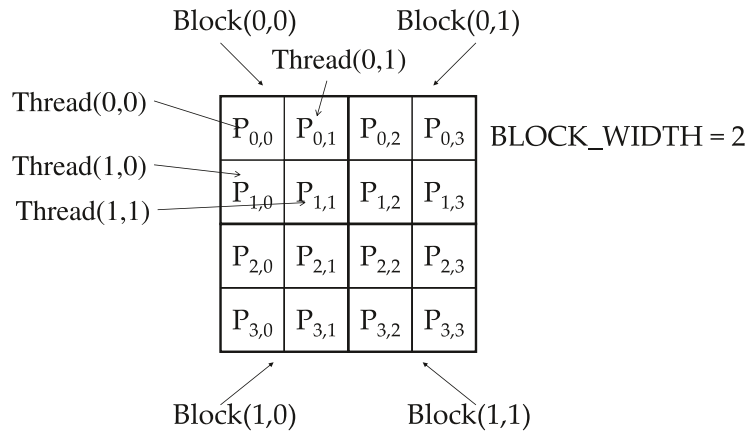 Block(0,0) Block(0,1)
Thread(0,1)
Thread(0,0)
P0,0 P0,1 P0,2 P0,3 BLOCK_WIDTH = 2
Thread(1,0)
P1,0 P1,1 P1,2 P1,3
Thread(1,1)
P2,0 P2,1 P2,2 P2,3
P3,0 P3,1 P3,2 P3,3
Block(1,0) Block(1,1)